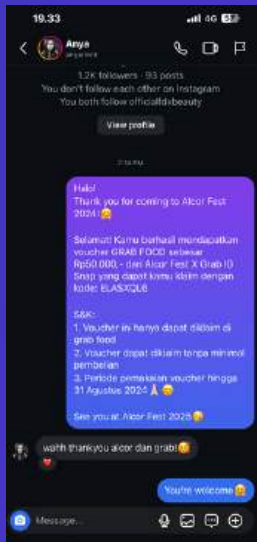 19.33
4G
Anya
1.2K followers · 93 posts
You don't follow each other on Instagram
You both follow officialldxbeauty
View profile
Halo!
Thank you for coming to Alcor Fest
2024!
Selamat! Kamu berhasil mendapatkan
voucher GRAB FOOD sebesar
Rp50.000,- dari Alcor Fest X Grab IG
Snap yang dapat kamu klaim dengan
kode:
S&K:
1. Voucher ini hanya dapat diklaim di
grab food
2. Voucher dapat diklaim tanpa minimal
pembelian
3. Periode pemakaian voucher hingga
31 Agustus 2024
See you at Alcor Fest 2025
wahh thankyou alcor dan grab!
You're welcome
Message...